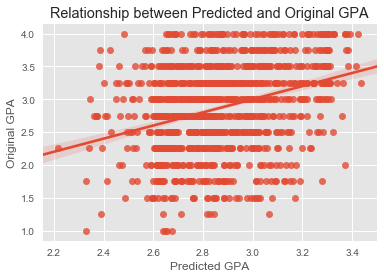 Relationship between Predicted and Original GPA
4.0
3.5
3.0
2.5
2.0
1.5
1.0
Original GPA
2.2 2.4 2.6 2.8 3.0 3.2 3.4
Predicted GPA